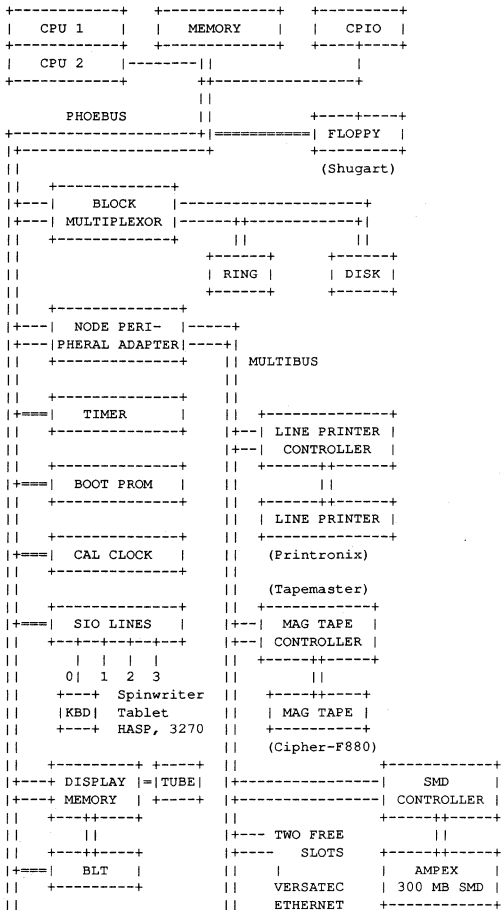 CPU 1 MEMORY CPIO
CPU 2
PHOEBUS
FLOPPY
(Shugart)
BLOCK
MULTIPLEXOR
RING DISK
NODE PERI-
PHERAL ADAPTER
MULTIBUS
TIMER
LINE PRINTER
CONTROLLER
BOOT PROM
LINE PRINTER
CAL CLOCK (Printronix)
(Tapemaster)
SIO LINES MAG TAPE
CONTROLLER
0 1 2 3
Spinwriter
KBD Tablet MAG TAPE
HASP, 3270
(Cipher-F880)
DISPLAY = TUBE SMD
MEMORY CONTROLLER
TWO FREE
SLOTS
BLT AMPEX
VERSATEC 300 MB SMD
ETHERNET